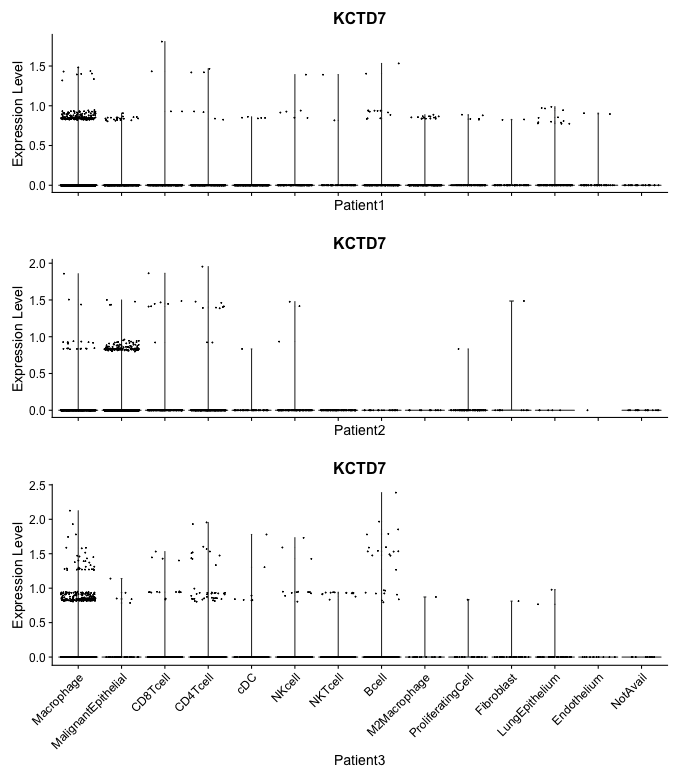 KCTD7
Expression Level
1.5
1.0
0.5
0.0
Patient1
KCTD7
Expression Level
2.0
1.5
1.0
0.5
0.0
Patient2
KCTD7
Expression Level
2.5
2.0
1.5
1.0
0.5
0.0
Macrophage
MalignantEpithelial
CD8Tcell
CD4Tcell
cDC
NKcell
NKTcell
Bcell
M2Macrophage
ProliferatingCell
Fibroblast
LungEpithelium
Endothelium
NotAvail
Patient3